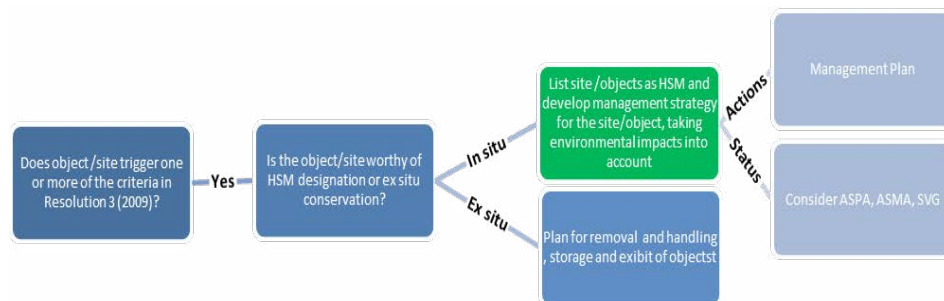 Does object/site trigger one
or more of the criteria in
Resolution 3 (2009)?
Yes
Is the object/site worthy of
HSM designation or ex situ
conservation?
In situ
Ex situ
List site/objects as HSM and
develop management strategy
for the site/object, taking
environmental impacts into
account
Plan for removal and handling
, storage and exibit of objectst
Actions
Status
Management Plan
Consider ASPA, ASMA, SVG